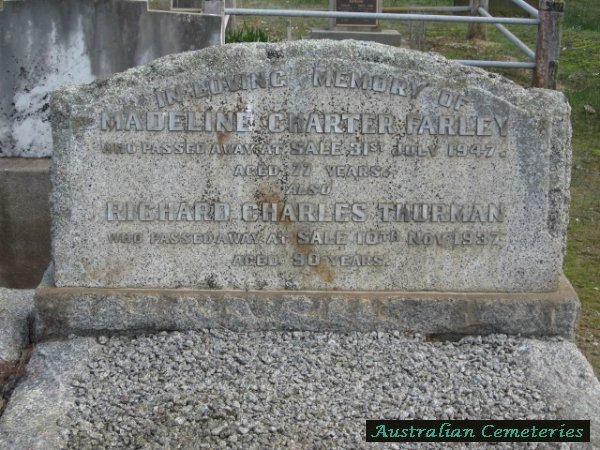 IN LOVING MEMORY OF
MADELINE CHARTER FARLEY
WHO PASSED AWAY AT SALE 31ST JULY 1947.
AGED 77 YEARS.
ALSO
RICHARD CHARLES THURMAN
WHO PASSED AWAY AT SALE 10TH NOV 1937
AGED 90 YEARS.
Australian Cemeteries